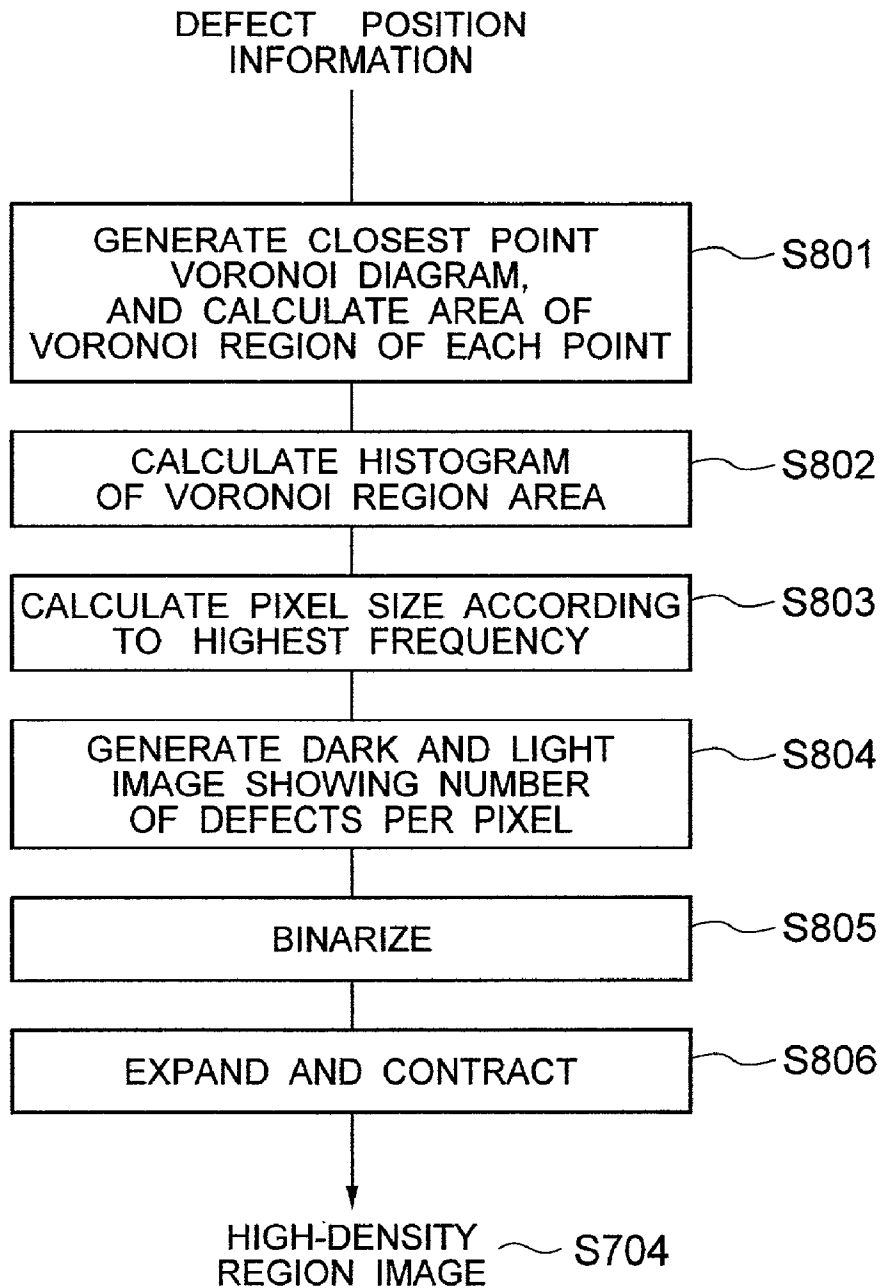 DEFECT POSITION
INFORMATION
GENERATE CLOSEST POINT
VORONOI DIAGRAM,
AND CALCULATE AREA OF
VORONOI REGION OF EACH POINT
S801
CALCULATE HISTOGRAM
OF VORONOI REGION AREA
S802
CALCULATE PIXEL SIZE ACCORDING
TO HIGHEST FREQUENCY
S803
GENERATE DARK AND LIGHT
IMAGE SHOWING NUMBER
OF DEFECTS PER PIXEL
S804
BINARIZE
S805
EXPAND AND CONTRACT
S806
HIGH-DENSITY
REGION IMAGE
S704